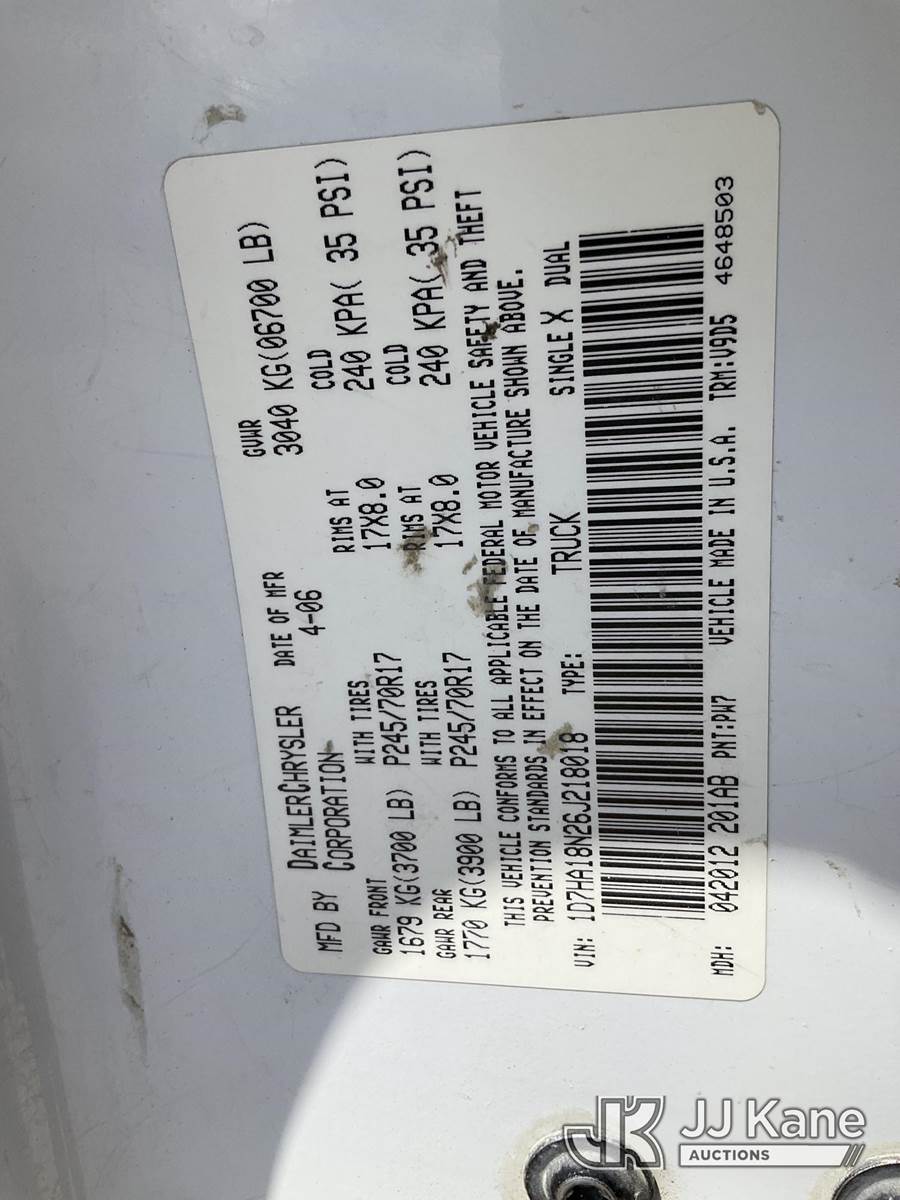 MFD BY DAIMLERCHRYSLER CORPORATION DATE OF MFR 4-06 GVWR 3040 KG(06700 LB)
GAWR FRONT WITH TIRES RIMS AT COLD
1679 KG(3700 LB) P245/70R17 17X8.0 240 KPA( 35 PSI)
GAWR REAR WITH TIRES RIMS AT COLD
1770 KG(3900 LB) P245/70R17 17X8.0 240 KPA( 35 PSI)
THIS VEHICLE CONFORMS TO ALL APPLICABLE FEDERAL MOTOR VEHICLE SAFETY AND THEFT
PREVENTION STANDARDS IN EFFECT ON THE DATE OF MANUFACTURE SHOWN ABOVE.
VIN: 1D7HA18N26J218018 TYPE: TRUCK SINGLE X DUAL
MDH: 042012 201AB PNT:PW7 VEHICLE MADE IN U.S.A. TRM:V9D5 4648503
JK JJ Kane
AUCTIONS